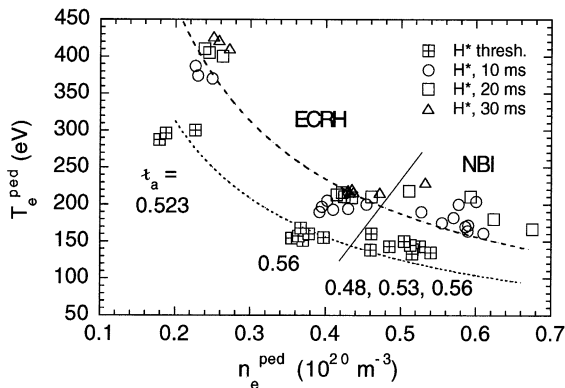 450
400
350
300
250
200
150
100
50
T_e^ped (eV)
H* thresh.
H*, 10 ms
H*, 20 ms
H*, 30 ms
ECRH
NBI
ɩ_a =
0.523
0.56
0.48, 0.53, 0.56
0.1 0.2 0.3 0.4 0.5 0.6 0.7
n_e^ped (10^20 m^-3)